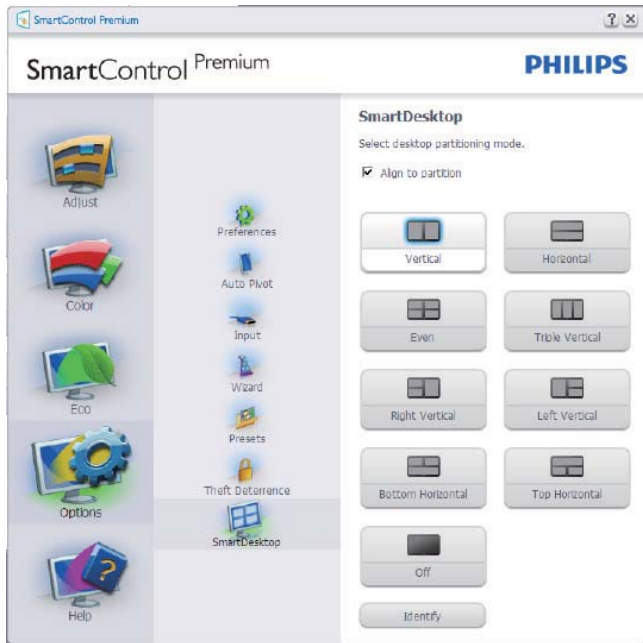 SmartControl Premium
SmartControl Premium
PHILIPS
Adjust
Color
Eco
Options
Help
Preferences
Auto Pivot
Input
Wizard
Presets
Theft Deterrence
SmartDesktop
SmartDesktop
Select desktop partitioning mode.
Align to partition
Vertical
Horizontal
Even
Triple Vertical
Right Vertical
Left Vertical
Bottom Horizontal
Top Horizontal
Off
Identify